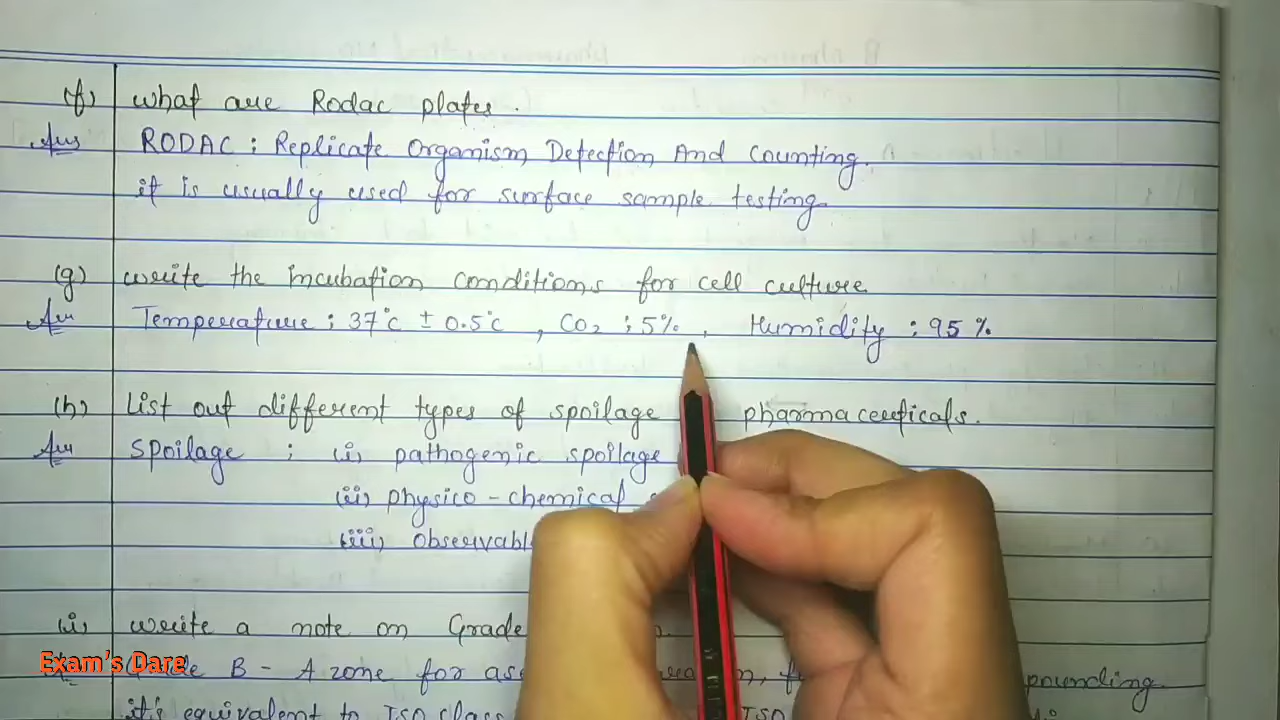 (f) What are Rodac plates.
Ans RODAC : Replicate Organism Detection And Counting.
it is usually used for surface sample testing
(g) write the incubation conditions for cell culture
Ans Temperature : 37°C ± 0.5°C , CO2 : 5% , Humidity : 95 %
(h) List out different types of spoilage pharmaceuticals.
Ans Spoilage : (i) pathogenic spoilage
(ii) physico - chemical
(iii) Observabl
(i) write a note on Grade
Exam's Dare
B - A zone for
pounding
it's equivalent to ISO class ISO